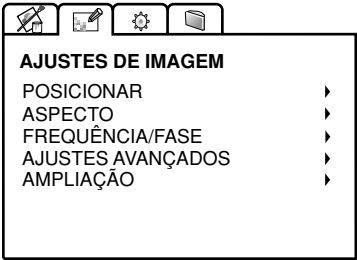 AJUSTES DE IMAGEM
POSICIONAR
ASPECTO
FREQUÊNCIA/FASE
AJUSTES AVANÇADOS
AMPLIAÇÃO